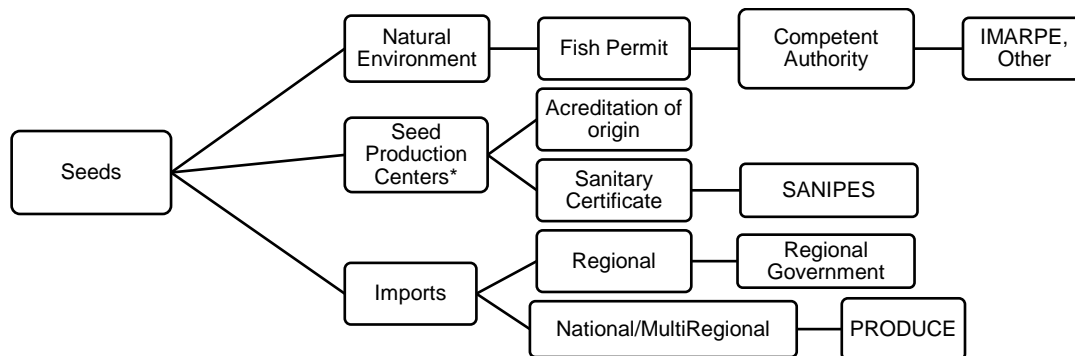 Natural
Environment
Fish Permit
Competent
Authority
IMARPE,
Other
Seeds
Seed
Production
Centers*
Acreditation of
origin
Sanitary
Certificate
SANIPES
Imports
Regional
Regional
Government
National/MultiRegional
PRODUCE